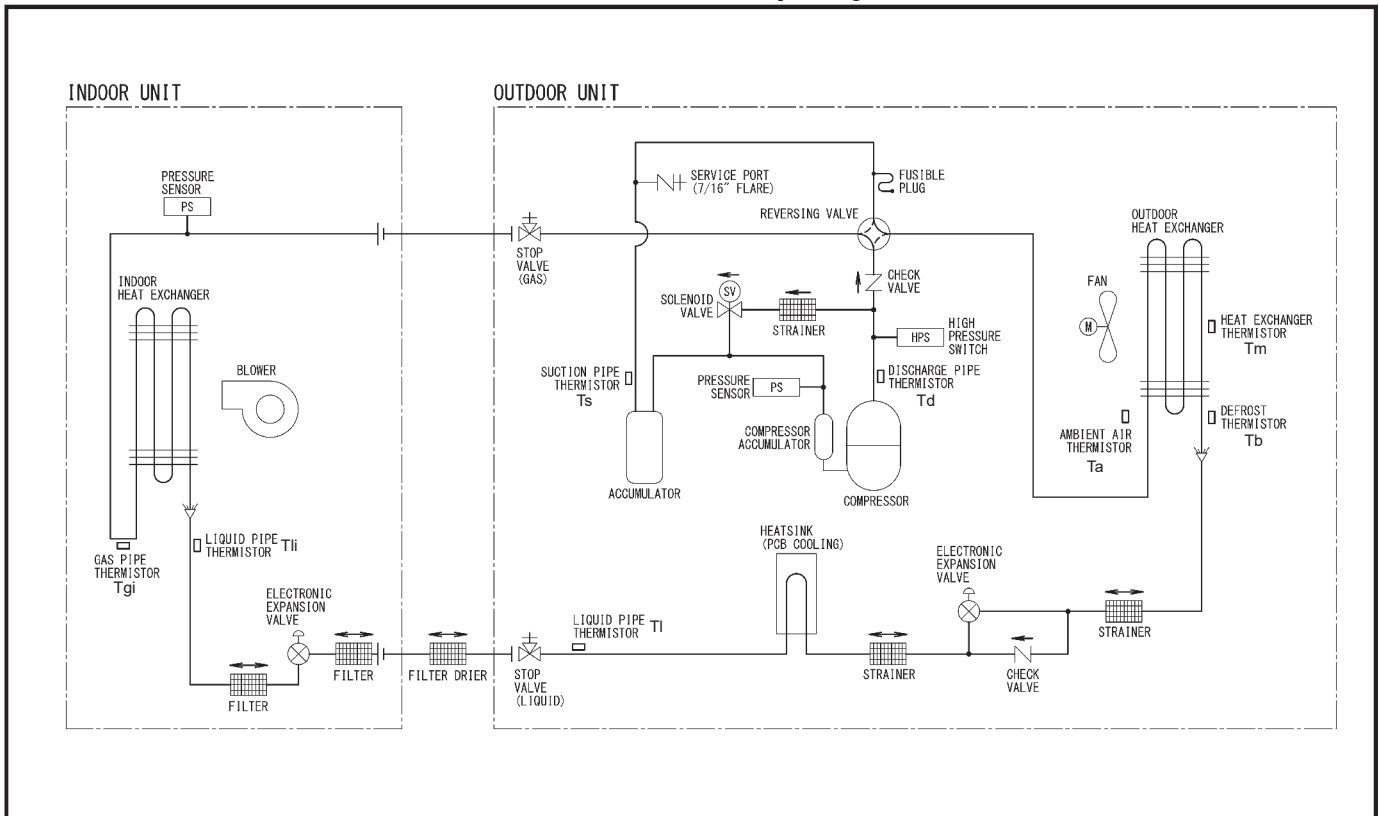 INDOOR UNIT
OUTDOOR UNIT
PRESSURE
SENSOR
PS
SERVICE PORT
(7/16" FLARE)
FUSIBLE
PLUG
REVERSING VALVE
OUTDOOR
HEAT EXCHANGER
STOP
VALVE
(GAS)
INDOOR
HEAT EXCHANGER
SV
SOLENOID
VALVE
STRAINER
CHECK
VALVE
HPS
HIGH
PRESSURE
SWITCH
FAN
M
HEAT EXCHANGER
THERMISTOR
Tm
BLOWER
SUCTION PIPE
THERMISTOR
Ts
PRESSURE
SENSOR
PS
DISCHARGE PIPE
THERMISTOR
Td
COMPRESSOR
ACCUMULATOR
AMBIENT AIR
THERMISTOR
Ta
DEFROST
THERMISTOR
Tb
ACCUMULATOR
COMPRESSOR
LIQUID PIPE
THERMISTOR Tli
GAS PIPE
THERMISTOR
Tgi
HEATSINK
(PCB COOLING)
ELECTRONIC
EXPANSION
VALVE
ELECTRONIC
EXPANSION
VALVE
LIQUID PIPE
THERMISTOR Tl
STRAINER
FILTER
FILTER
FILTER DRIER
STOP
VALVE
(LIQUID)
STRAINER
CHECK
VALVE